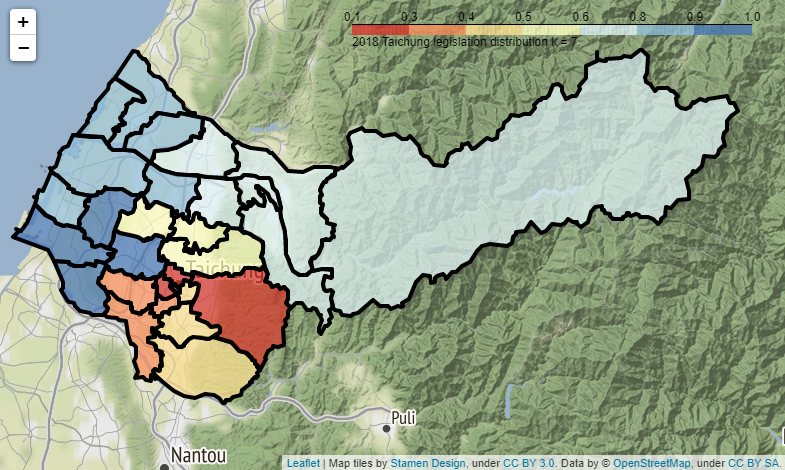 +
−
0.1 0.3 0.4 0.5 0.6 0.8 0.9 1.0
2018 Taichung legislation distribution k = 7
Taichung
Puli
Nantou
Leaflet | Map tiles by Stamen Design, under CC BY 3.0. Data by © OpenStreetMap, under CC BY SA.